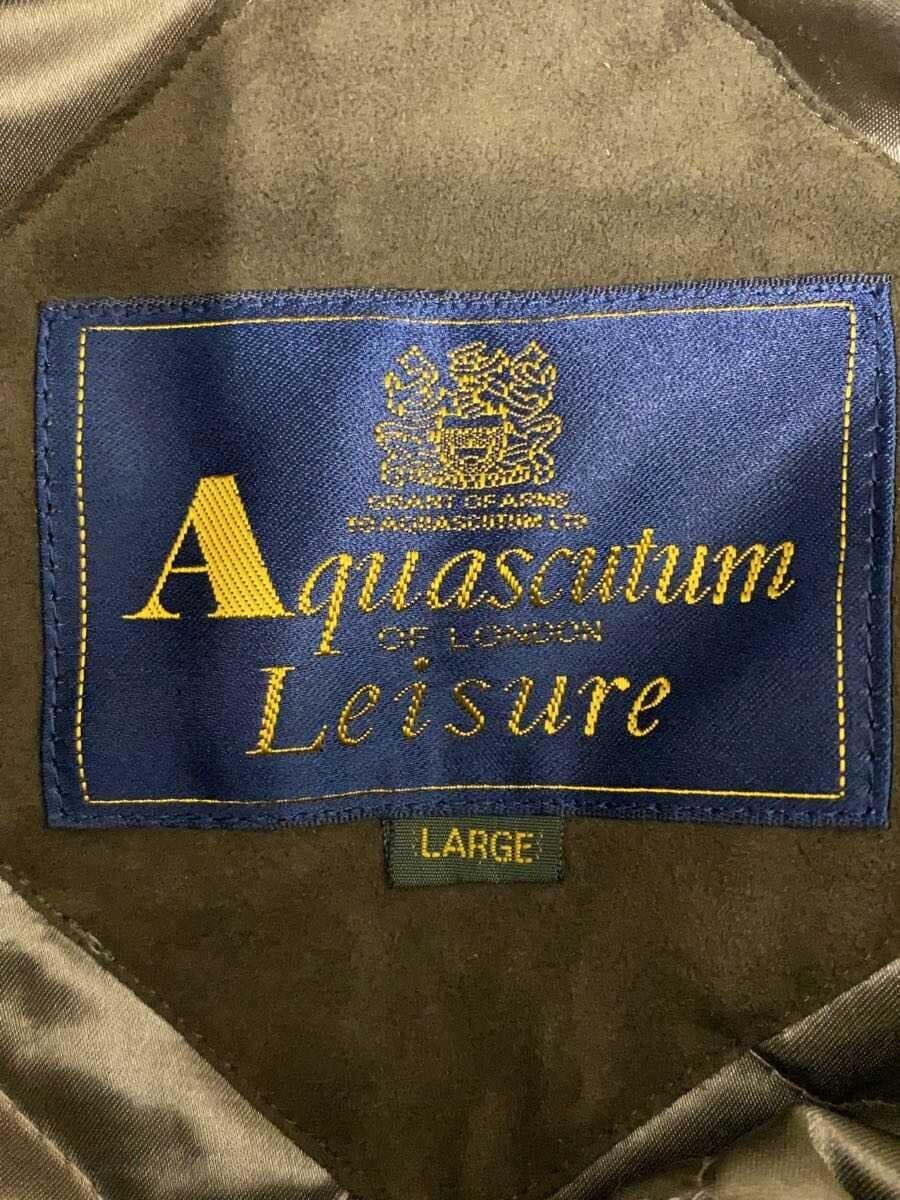 GRANT OF ARMS
TO AQUASCUTUM LTD
Aquascutum
OF LONDON
Leisure
LARGE